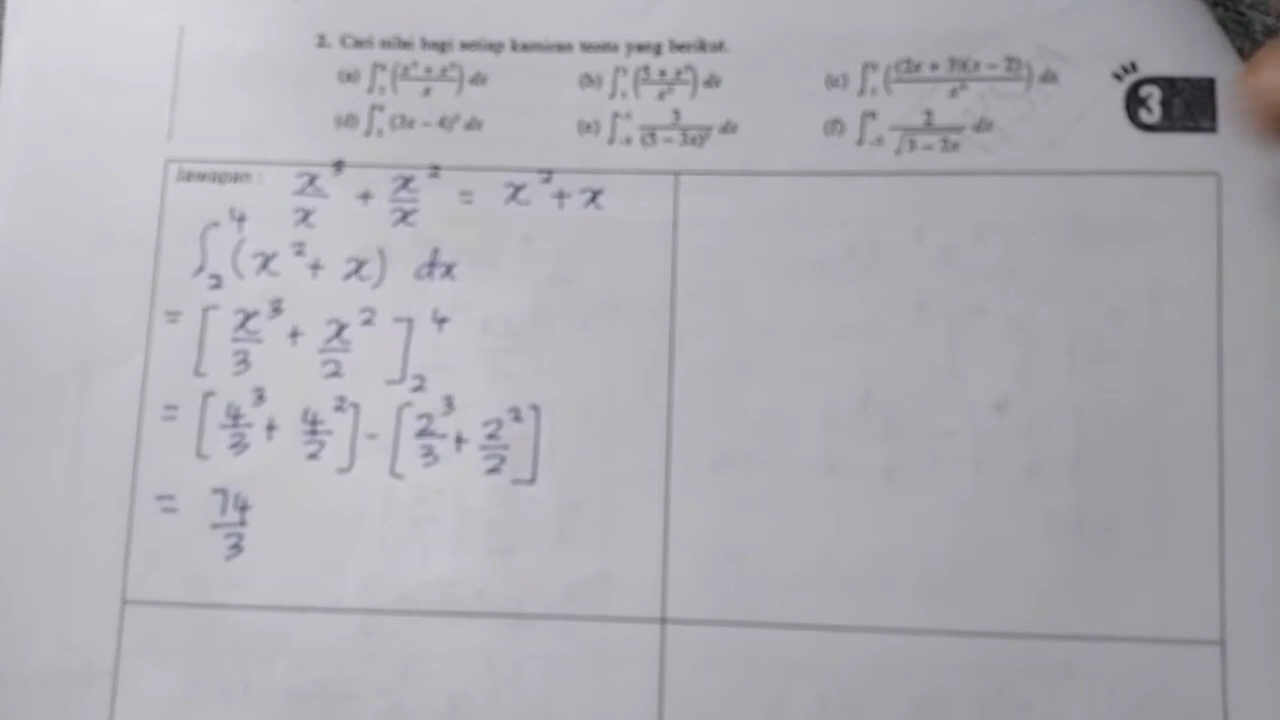 2. Cari nilai bagi setiap kamiran tentu yang berikut.
(a) (b) (c)
(d) (e) (f)
3
Jawapan :
x³/x + x²/x = x² + x
∫₂⁴ (x² + x) dx
= [x³/3 + x²/2]₂⁴
= [4³/3 + 4²/2] - [2³/3 + 2²/2]
= 74/3